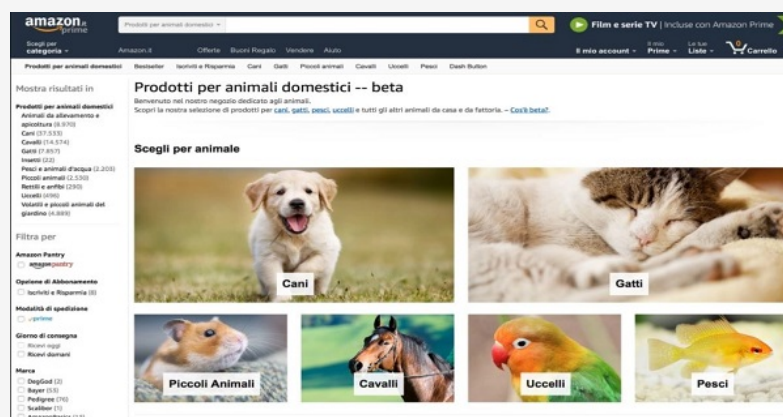 amazon.it
prime
Prodotti per animali domestici
Film e serie TV | Incluse con Amazon Prime
Scegli per
categoria
Amazon.it
Offerte
Buoni Regalo
Vendere
Aiuto
Il mio account
Il mio
Prime
Le tue
Liste
0
Carrello
Prodotti per animali domestici
Bestseller
Iscriviti e Risparmia
Cani
Gatti
Piccoli animali
Cavalli
Uccelli
Pesci
Dash Button
Mostra risultati in
Prodotti per animali domestici
Animali da allevamento e
apicoltura (9.970)
Cani (37.533)
Cavalli (14.574)
Gatti (7.857)
Insetti (22)
Pesci e animali d'acqua (2.203)
Piccoli animali (2.530)
Rettili e anfibi (290)
Uccelli (496)
Volatili e piccoli animali del
giardino (4.889)
Filtra per
Amazon Pantry
amazonpantry
Opzione di Abbonamento
Iscriviti e Risparmia (8)
Modalità di spedizione
prime
Giorno di consegna
Ricevi oggi
Ricevi domani
Marca
DogGod (2)
Bayer (53)
Pedigree (76)
Scalibor (1)
Prodotti per animali domestici -- beta
Benvenuto nel nostro negozio dedicato agli animali.
Scopri la nostra selezione di prodotti per cani, gatti, pesci, uccelli e tutti gli altri animali da casa e da fattoria. – Cos'è beta?.
Scegli per animale
Cani
Gatti
Piccoli Animali
Cavalli
Uccelli
Pesci